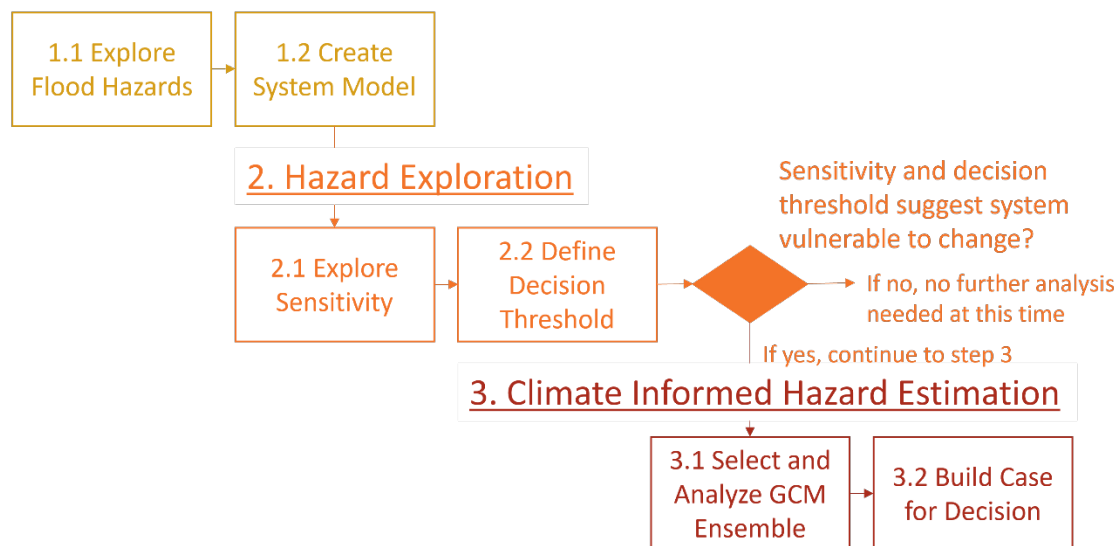 1.1 Explore
Flood Hazards
1.2 Create
System Model
2. Hazard Exploration
2.1 Explore
Sensitivity
2.2 Define
Decision
Threshold
Sensitivity and decision
threshold suggest system
vulnerable to change?
If no, no further analysis
needed at this time
If yes, continue to step 3
3. Climate Informed Hazard Estimation
3.1 Select and
Analyze GCM
Ensemble
3.2 Build Case
for Decision